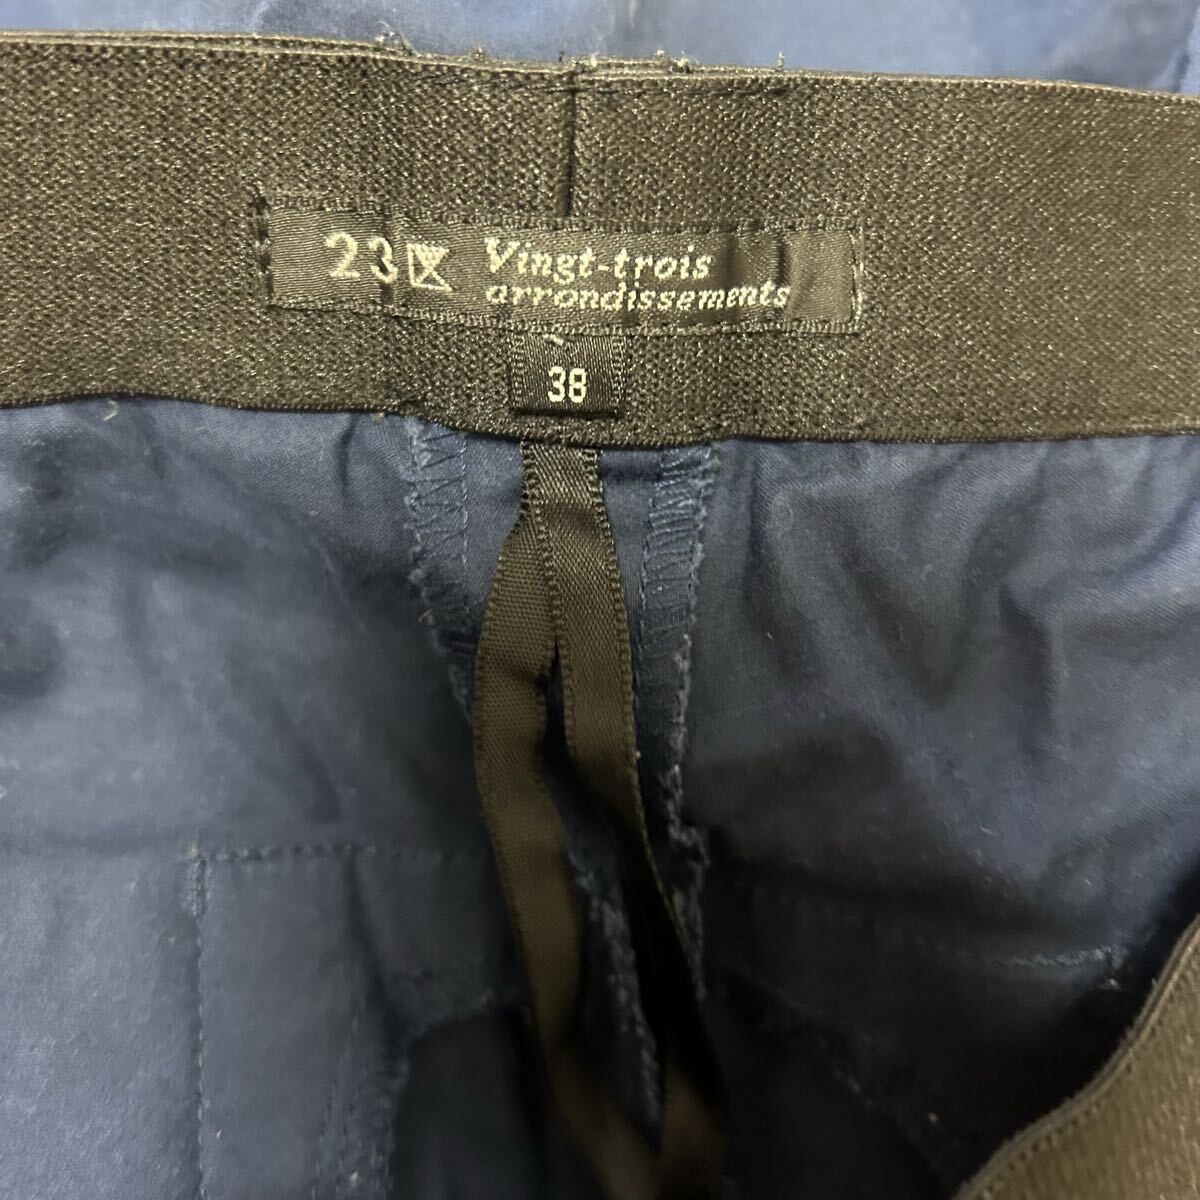 23区 Vingt-trois
arrondissements
38